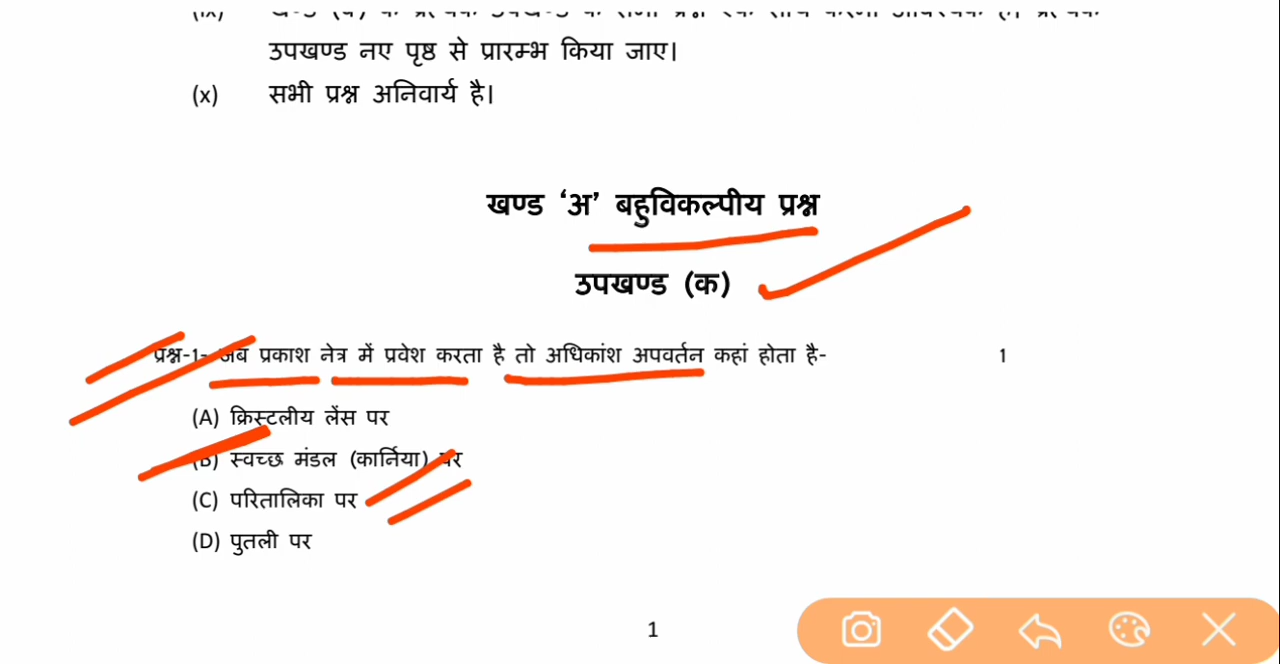 उपखण्ड नए पृष्ठ से प्रारम्भ किया जाए।
(x) सभी प्रश्न अनिवार्य है।
खण्ड ‘अ’ बहुविकल्पीय प्रश्न
उपखण्ड (क)
प्रश्न-1- जब प्रकाश नेत्र में प्रवेश करता है तो अधिकांश अपवर्तन कहां होता है- 1
(A) क्रिस्टलीय लेंस पर
(B) स्वच्छ मंडल (कार्निया) पर
(C) परितालिका पर
(D) पुतली पर
1